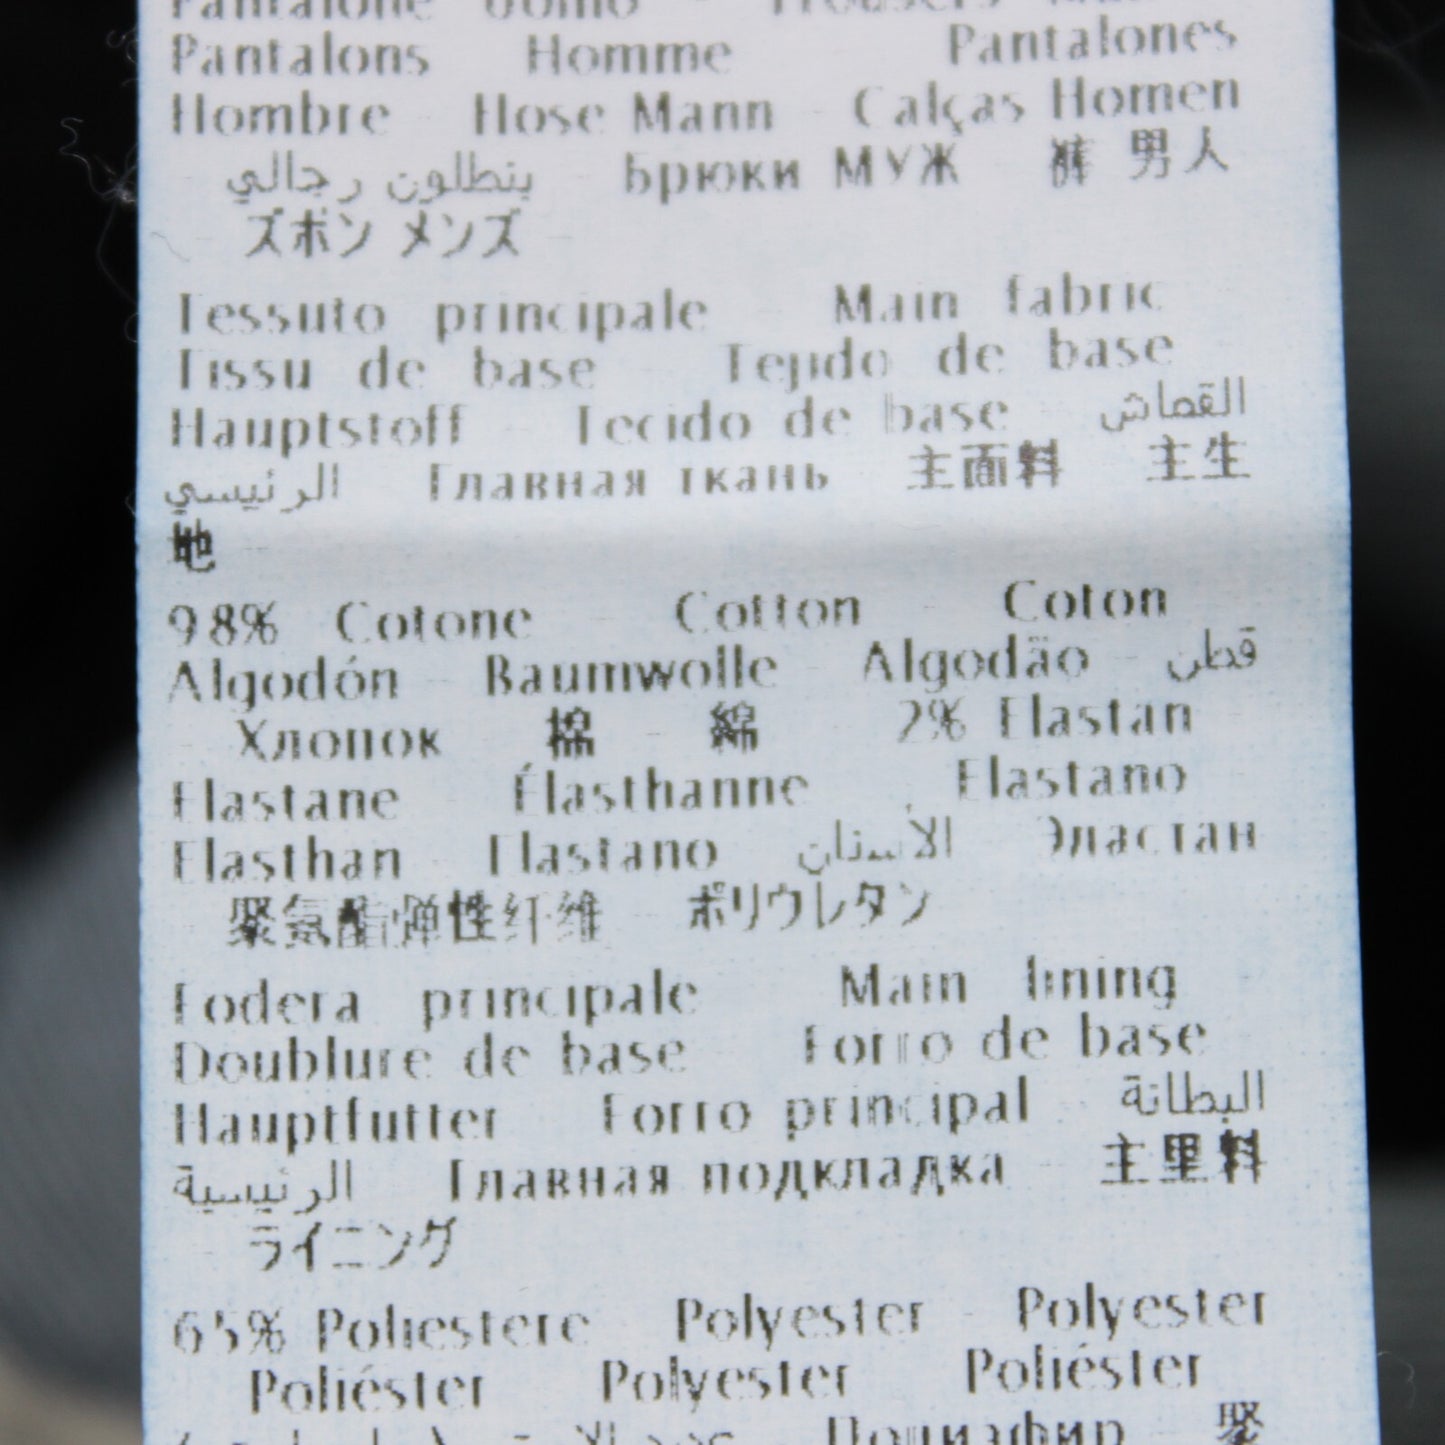 Pantalone Uomo - Trousers
Pantalons Homme Pantalones
Hombre Hose Mann - Calças Homen
بنطلون رجالي Брюки МУЖ 裤 男人
ズボン メンズ
Tessuto principale - Main fabric
Tissu de base Tejido de base
Hauptstoff - Tecido de base القماش
الرئيسي Главная ткань 主面料 主生
地
98% Cotone Cotton Coton
Algodón Baumwolle Algodão قطن
Хлопок 棉 綿 2% Elastan
Elastane Élasthanne Elastano
Elasthan Elastano الأستان Эластан
聚氨酯弹性纤维 ポリウレタン
Fodera principale Main lining
Doublure de base Forro de base
Hauptfutter Forro principal البطانة
الرئيسية Главная подкладка 主里料
ライニング
65% Poliestere Polyester Polyester
Poliéster Polyester Poliéster
Полиэфир 聚